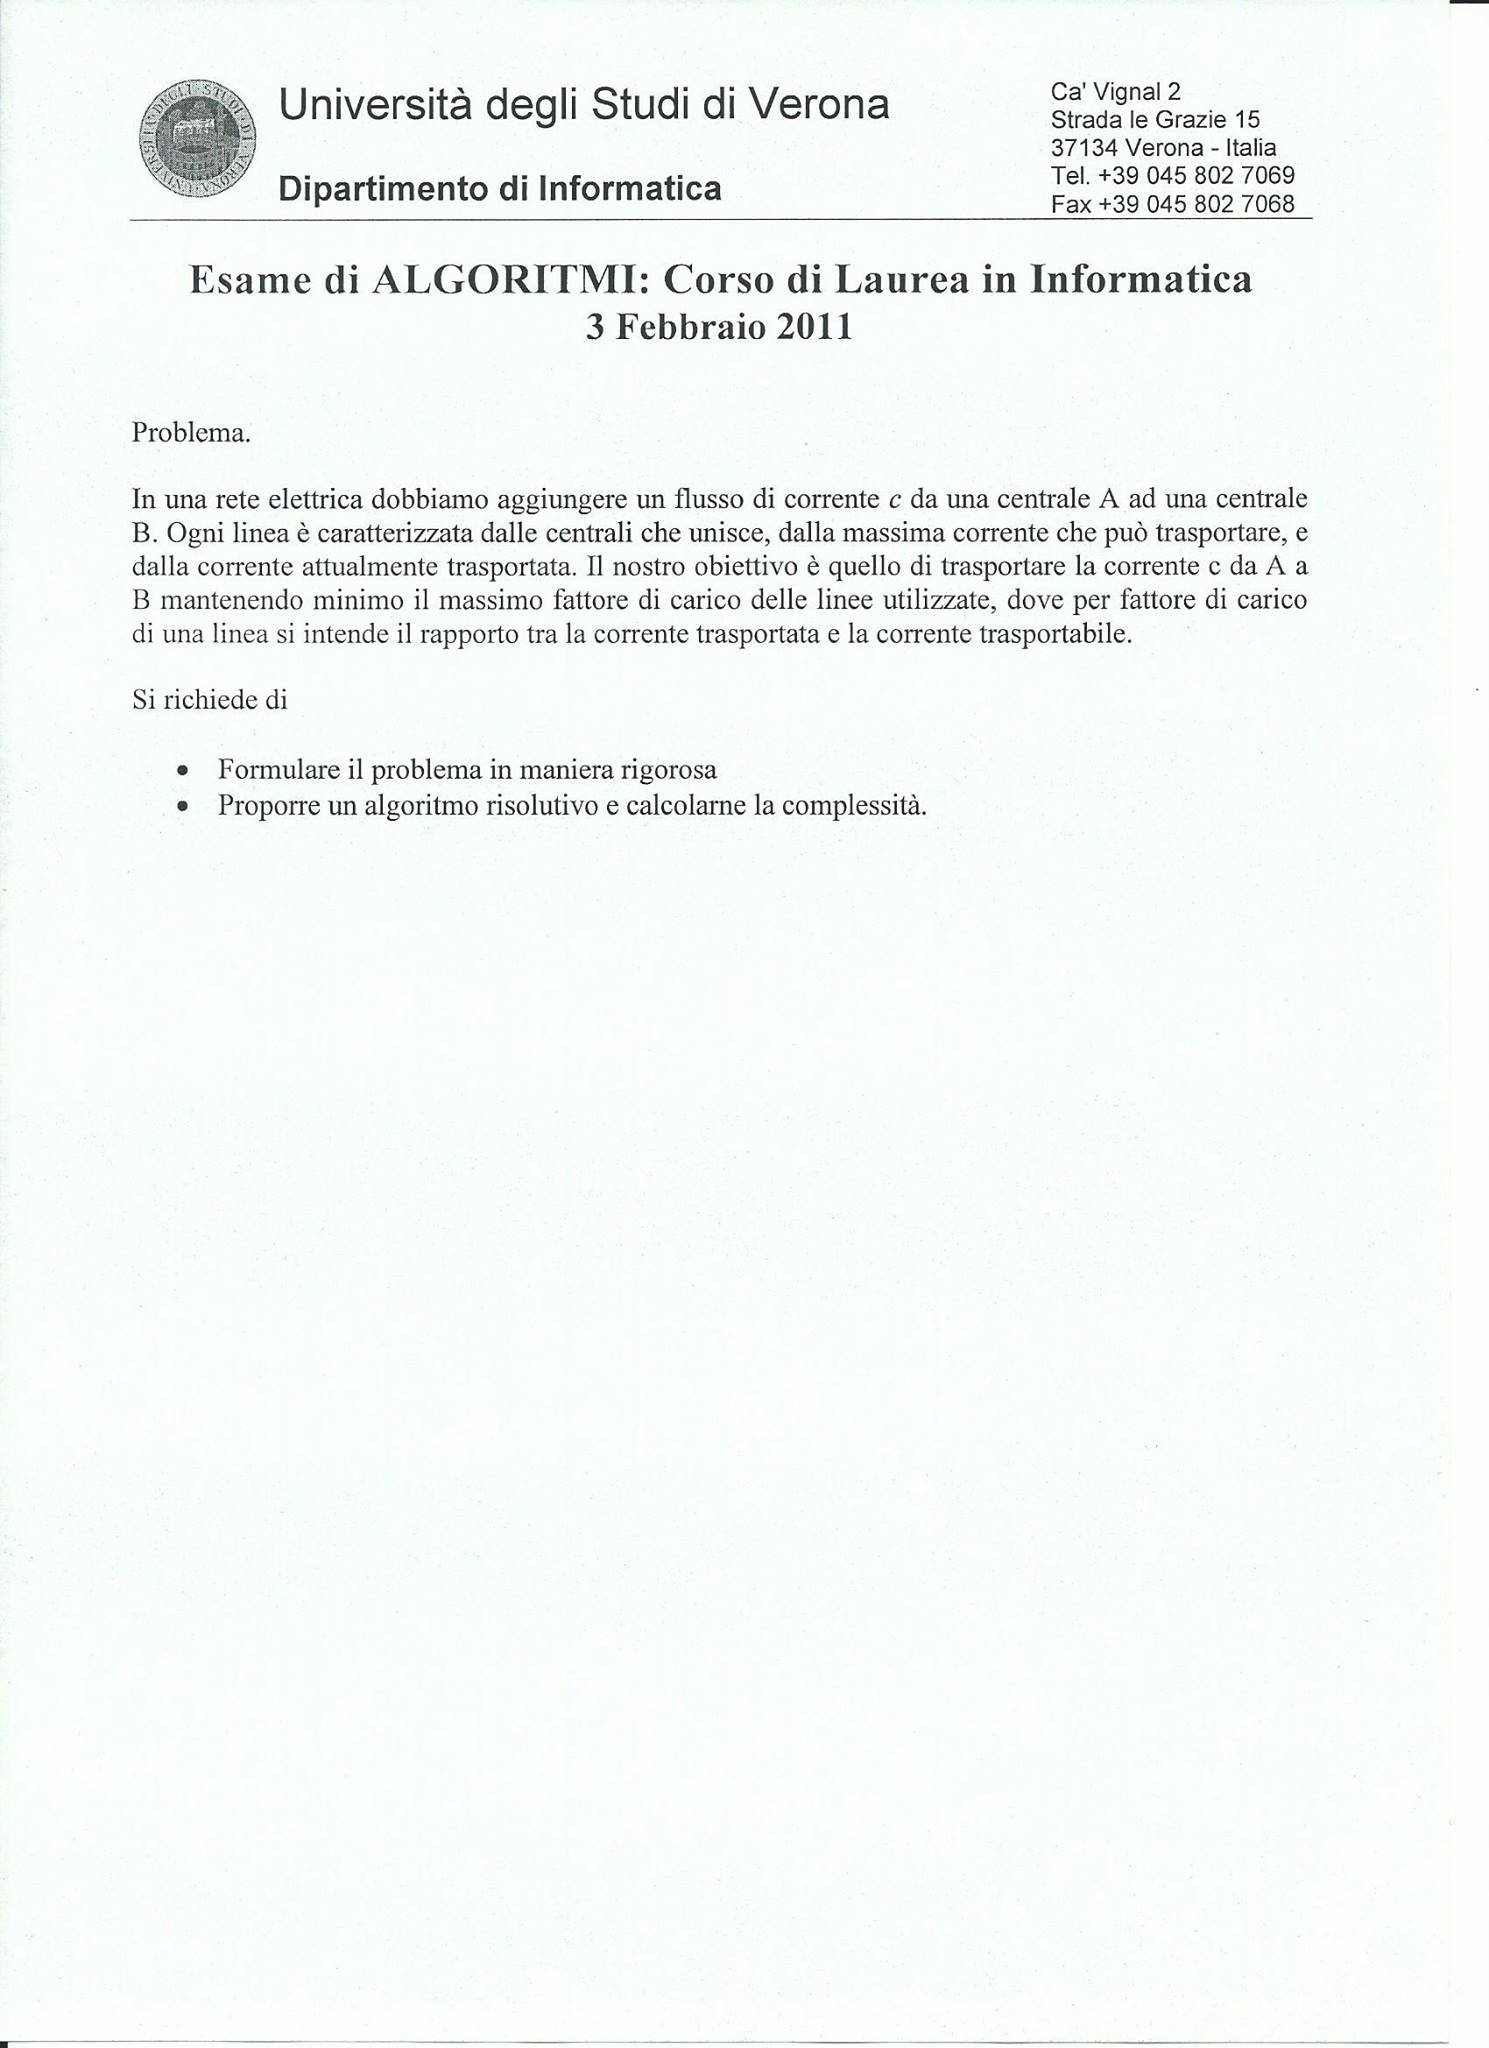 Università degli Studi di Verona
Dipartimento di Informatica
Ca' Vignal 2
Strada le Grazie 15
37134 Verona - Italia
Tel. +39 045 802 7069
Fax +39 045 802 7068
Esame di ALGORITMI: Corso di Laurea in Informatica
3 Febbraio 2011
Problema.
In una rete elettrica dobbiamo aggiungere un flusso di corrente c da una centrale A ad una centrale
B. Ogni linea è caratterizzata dalle centrali che unisce, dalla massima corrente che può trasportare, e
dalla corrente attualmente trasportata. Il nostro obiettivo è quello di trasportare la corrente c da A a
B mantenendo minimo il massimo fattore di carico delle linee utilizzate, dove per fattore di carico
di una linea si intende il rapporto tra la corrente trasportata e la corrente trasportabile.
Si richiede di
• Formulare il problema in maniera rigorosa
• Proporre un algoritmo risolutivo e calcolarne la complessità.